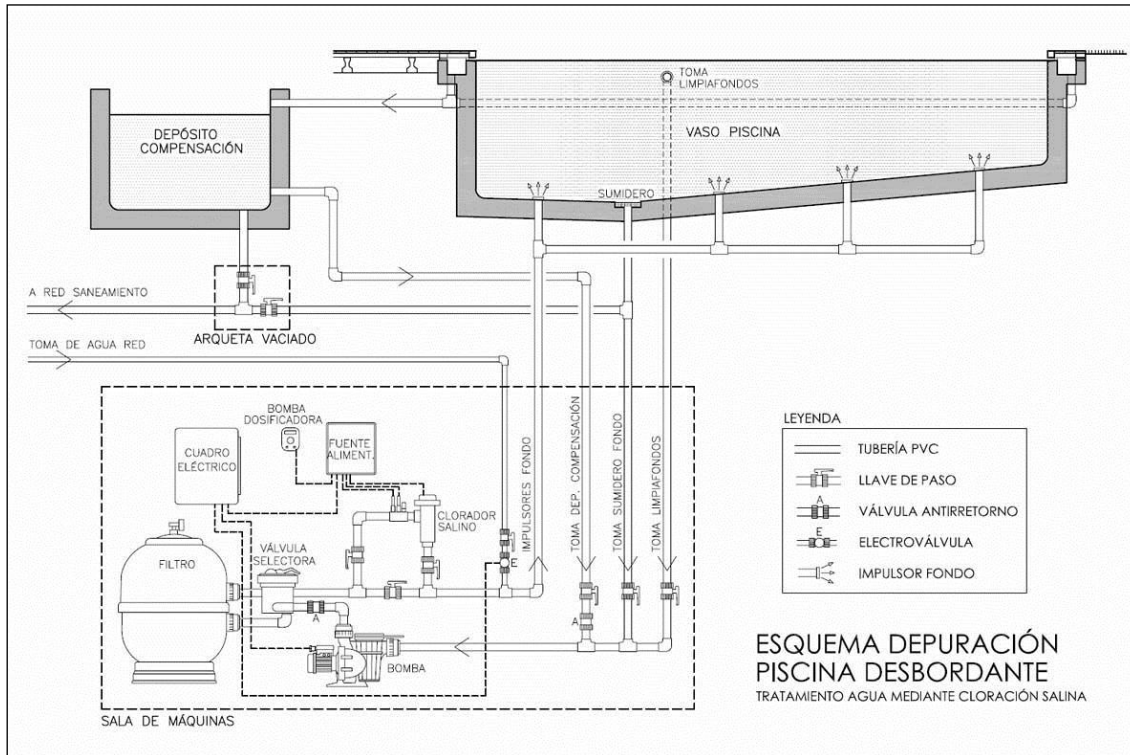 TOMA
LIMPIAFONDOS
DEPÓSITO
COMPENSACIÓN
VASO PISCINA
SUMIDERO
A RED SANEAMIENTO
ARQUETA VACIADO
TOMA DE AGUA RED
BOMBA
DOSIFICADORA
FUENTE
ALIMENT.
CUADRO
ELÉCTRICO
CLORADOR
SALINO
IMPULSORES FONDO
TOMA DEP. COMPENSACIÓN
TOMA SUMIDERO FONDO
TOMA LIMPIAFONDOS
VÁLVULA
SELECTORA
FILTRO
E
A
A
BOMBA
SALA DE MÁQUINAS
LEYENDA
TUBERÍA PVC
LLAVE DE PASO
A
VÁLVULA ANTIRRETORNO
E
ELECTROVÁLVULA
IMPULSOR FONDO
ESQUEMA DEPURACIÓN
PISCINA DESBORDANTE
TRATAMIENTO AGUA MEDIANTE CLORACIÓN SALINA